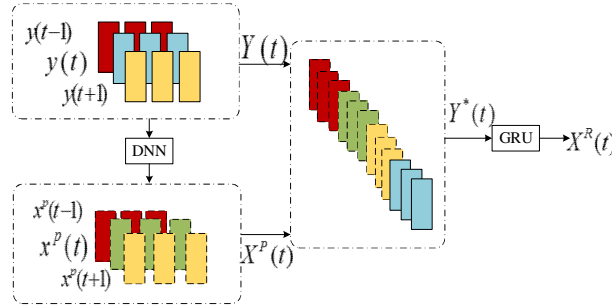 y(t−1)
y(t)
y(t+1)
Y(t)
DNN
x^p(t−1)
x^p(t)
x^p(t+1)
X^p(t)
Y^*(t)
GRU
X^R(t)